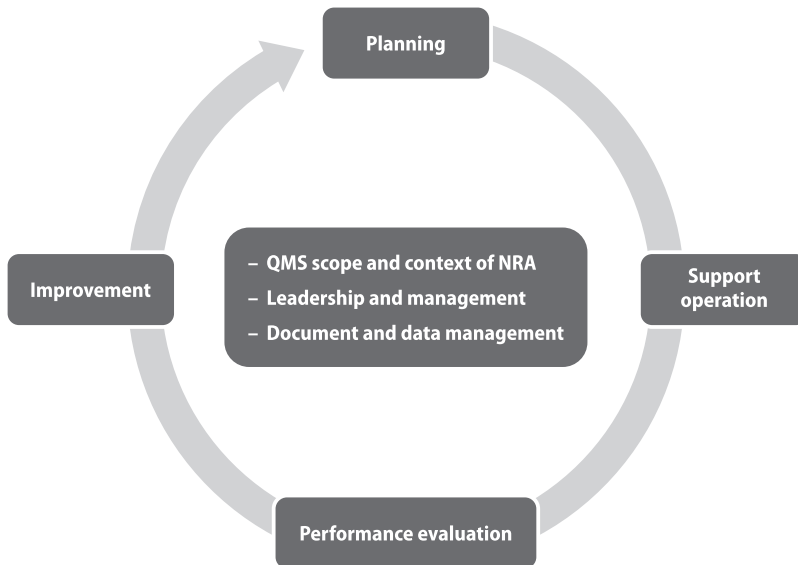 Planning
Improvement
– QMS scope and context of NRA
– Leadership and management
– Document and data management
Support
operation
Performance evaluation